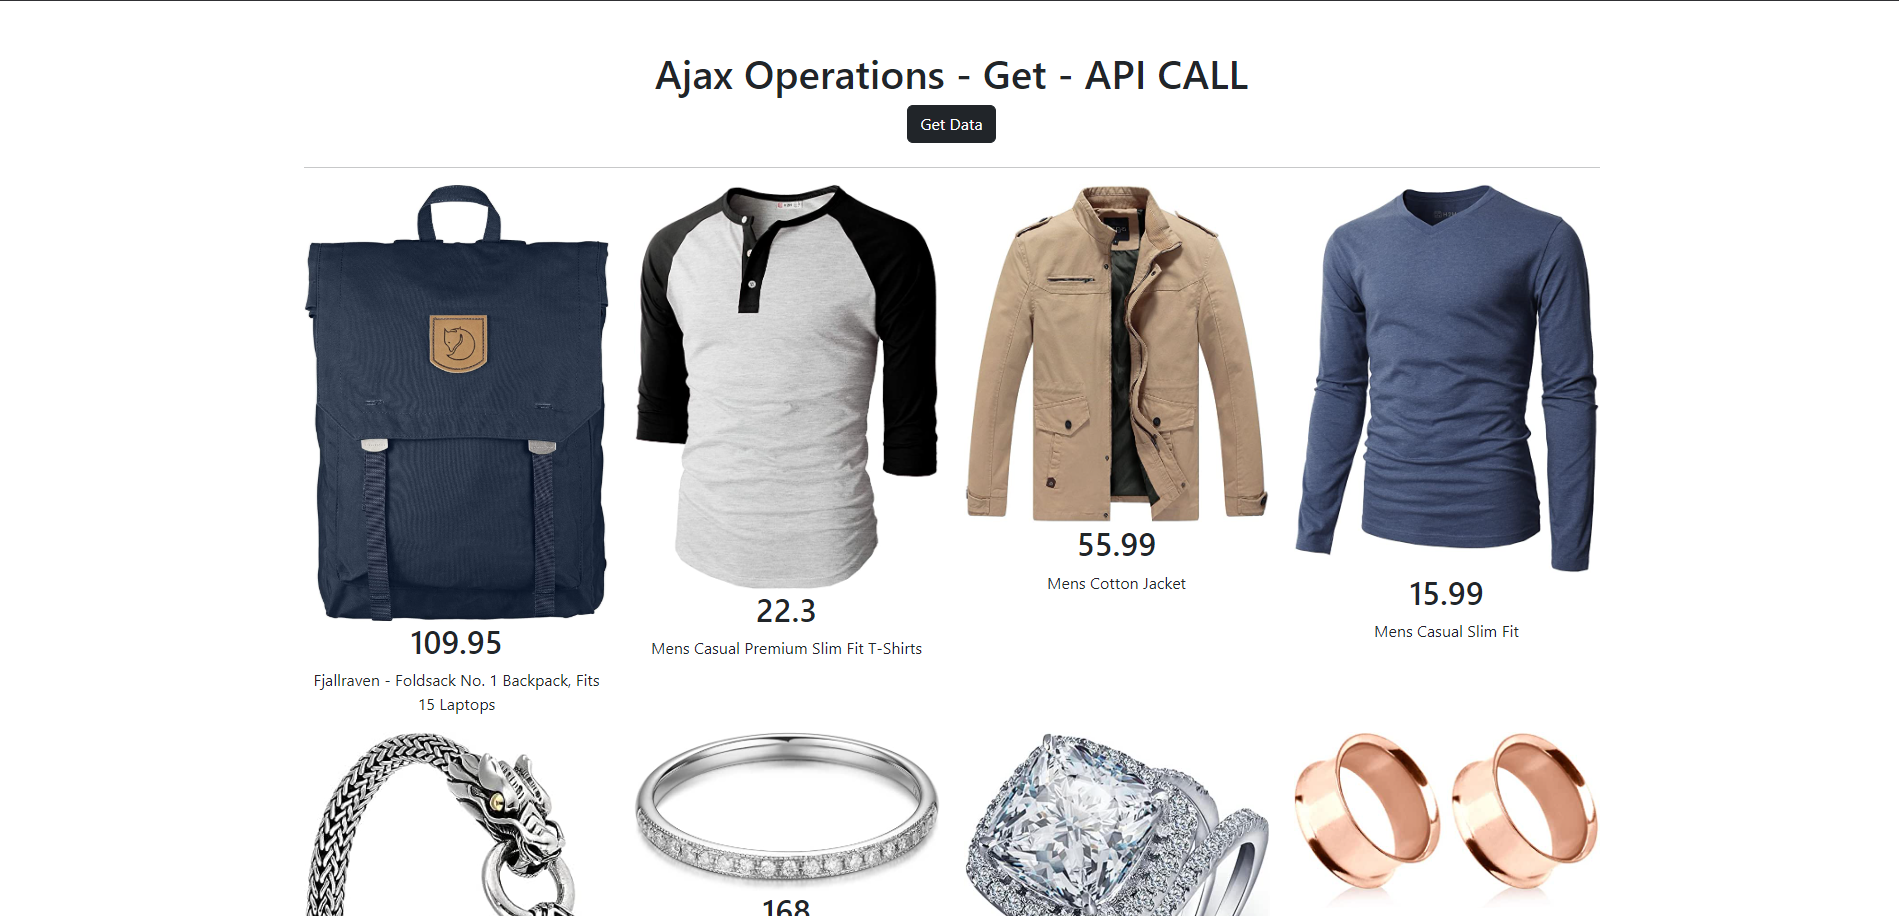 Ajax Operations - Get - API CALL
Get Data
109.95
Fjallraven - Foldsack No. 1 Backpack, Fits
15 Laptops
22.3
Mens Casual Premium Slim Fit T-Shirts
55.99
Mens Cotton Jacket
15.99
Mens Casual Slim Fit
168